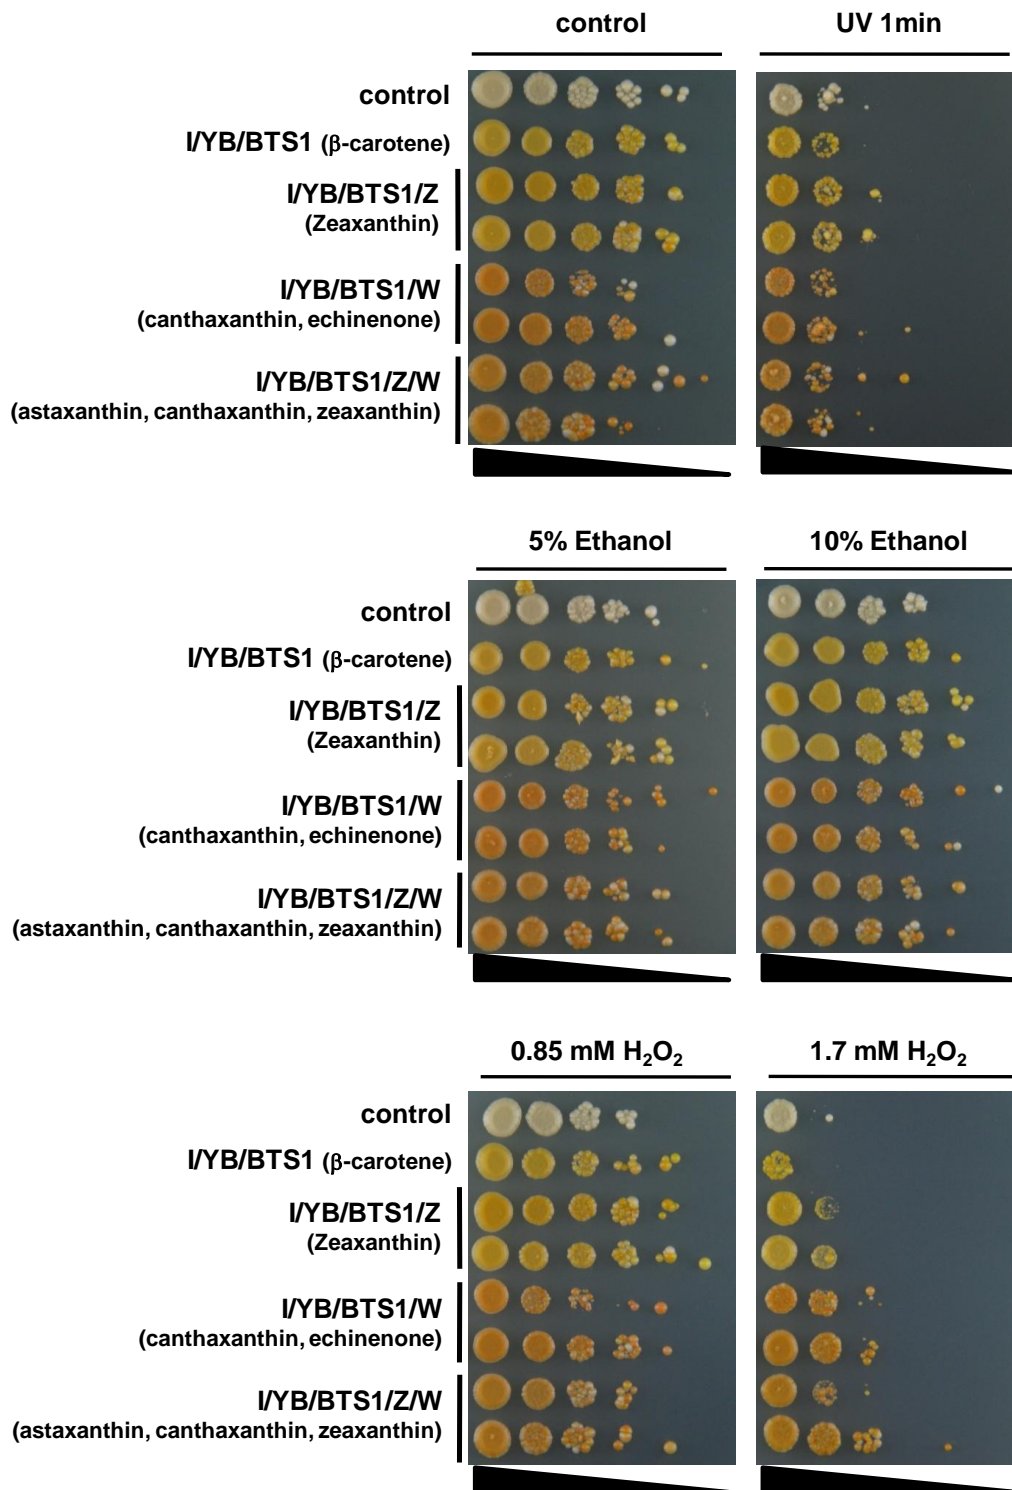 control UV 1min
control
I/YB/BTS1 (β-carotene)
I/YB/BTS1/Z
(Zeaxanthin)
I/YB/BTS1/W
(canthaxanthin, echinenone)
I/YB/BTS1/Z/W
(astaxanthin, canthaxanthin, zeaxanthin)
5% Ethanol 10% Ethanol
control
I/YB/BTS1 (β-carotene)
I/YB/BTS1/Z
(Zeaxanthin)
I/YB/BTS1/W
(canthaxanthin, echinenone)
I/YB/BTS1/Z/W
(astaxanthin, canthaxanthin, zeaxanthin)
0.85 mM H₂O₂ 1.7 mM H₂O₂
control
I/YB/BTS1 (β-carotene)
I/YB/BTS1/Z
(Zeaxanthin)
I/YB/BTS1/W
(canthaxanthin, echinenone)
I/YB/BTS1/Z/W
(astaxanthin, canthaxanthin, zeaxanthin)